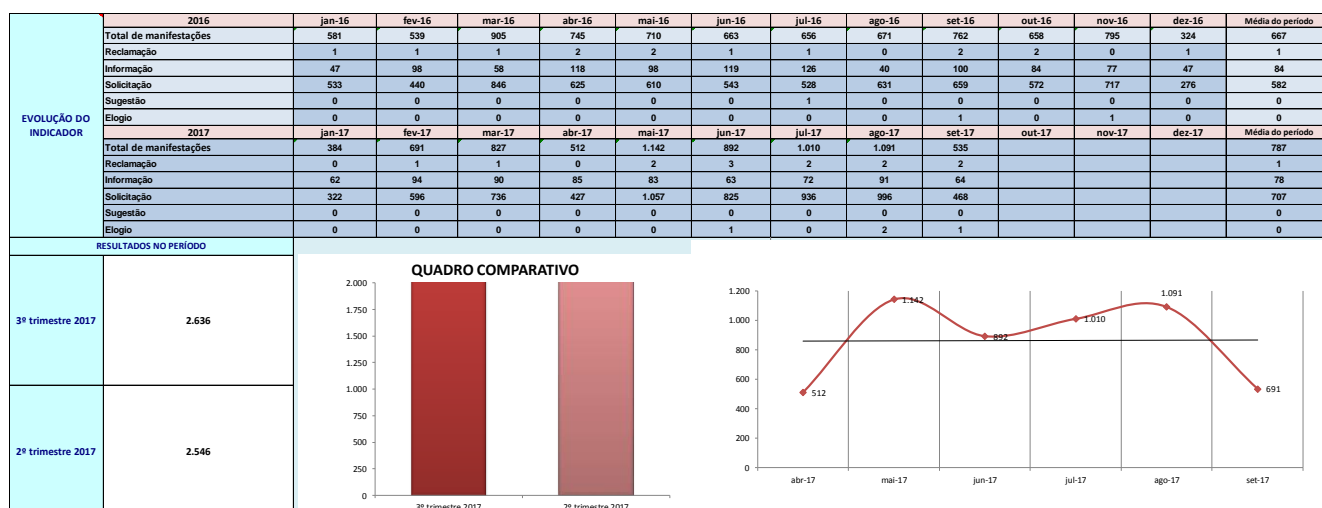 2016 jan-16 fev-16 mar-16 abr-16 mai-16 jun-16 jul-16 ago-16 set-16 out-16 nov-16 dez-16 Média do período
Total de manifestações 581 539 905 745 710 663 656 671 762 658 795 324 667
Reclamação 1 1 1 2 2 1 1 0 2 2 0 1 1
Informação 47 98 58 118 98 119 126 40 100 84 77 47 84
Solicitação 533 440 846 625 610 543 528 631 659 572 717 276 582
Sugestão 0 0 0 0 0 0 1 0 0 0 0 0 0
Elogio 0 0 0 0 0 0 0 0 1 0 1 0 0
EVOLUÇÃO DO
INDICADOR
2017 jan-17 fev-17 mar-17 abr-17 mai-17 jun-17 jul-17 ago-17 set-17 out-17 nov-17 dez-17 Média do período
Total de manifestações 384 691 827 512 1.142 892 1.010 1.091 535 787
Reclamação 0 1 1 0 2 3 2 2 2 1
Informação 62 94 90 85 83 63 72 91 64 78
Solicitação 322 596 736 427 1.057 825 936 996 468 707
Sugestão 0 0 0 0 0 0 0 0 0 0
Elogio 0 0 0 0 0 1 0 2 1 0
RESULTADOS NO PERÍODO
3º trimestre 2017 2.636
2º trimestre 2017 2.546
QUADRO COMPARATIVO
2.000
1.750
1.500
1.250
1.000
750
500
250
0
3º trimestre 2017 2º trimestre 2017
1.200
1.000
800
600
400
200
0
512
1.142
892
1.010
1.091
691
abr-17 mai-17 jun-17 jul-17 ago-17 set-17